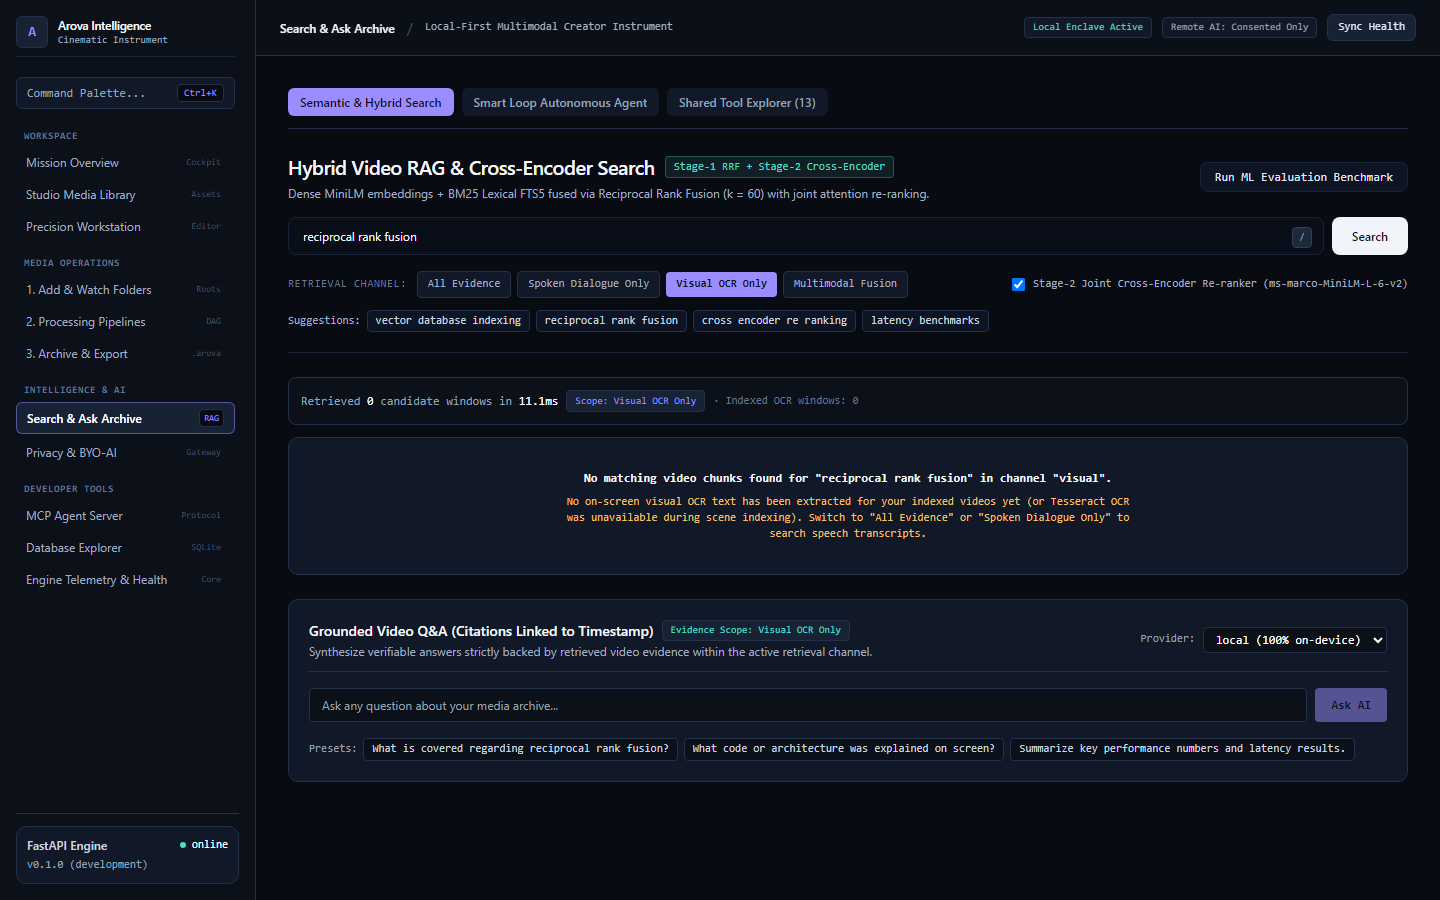 A
Arova Intelligence
Cinematic Instrument
Command Palette... Ctrl+K
WORKSPACE
Mission Overview Cockpit
Studio Media Library Assets
Precision Workstation Editor
MEDIA OPERATIONS
1. Add & Watch Folders Roots
2. Processing Pipelines DAG
3. Archive & Export .arova
INTELLIGENCE & AI
Search & Ask Archive RAG
Privacy & BYO-AI Gateway
DEVELOPER TOOLS
MCP Agent Server Protocol
Database Explorer SQLite
Engine Telemetry & Health Core
FastAPI Engine online
v0.1.0 (development)
Search & Ask Archive / Local-First Multimodal Creator Instrument
Local Enclave Active Remote AI: Consented Only Sync Health
Semantic & Hybrid Search Smart Loop Autonomous Agent Shared Tool Explorer (13)
Hybrid Video RAG & Cross-Encoder Search Stage-1 RRF + Stage-2 Cross-Encoder
Dense MiniLM embeddings + BM25 Lexical FTS5 fused via Reciprocal Rank Fusion (k = 60) with joint attention re-ranking.
Run ML Evaluation Benchmark
reciprocal rank fusion / Search
RETRIEVAL CHANNEL: All Evidence Spoken Dialogue Only Visual OCR Only Multimodal Fusion Stage-2 Joint Cross-Encoder Re-ranker (ms-marco-MiniLM-L-6-v2)
Suggestions: vector database indexing reciprocal rank fusion cross encoder re ranking latency benchmarks
Retrieved 0 candidate windows in 11.1ms Scope: Visual OCR Only · Indexed OCR windows: 0
No matching video chunks found for "reciprocal rank fusion" in channel "visual".
No on-screen visual OCR text has been extracted for your indexed videos yet (or Tesseract OCR
was unavailable during scene indexing). Switch to "All Evidence" or "Spoken Dialogue Only" to
search speech transcripts.
Grounded Video Q&A (Citations Linked to Timestamp) Evidence Scope: Visual OCR Only
Synthesize verifiable answers strictly backed by retrieved video evidence within the active retrieval channel.
Provider: local (100% on-device)
Ask any question about your media archive... Ask AI
Presets: What is covered regarding reciprocal rank fusion? What code or architecture was explained on screen? Summarize key performance numbers and latency results.